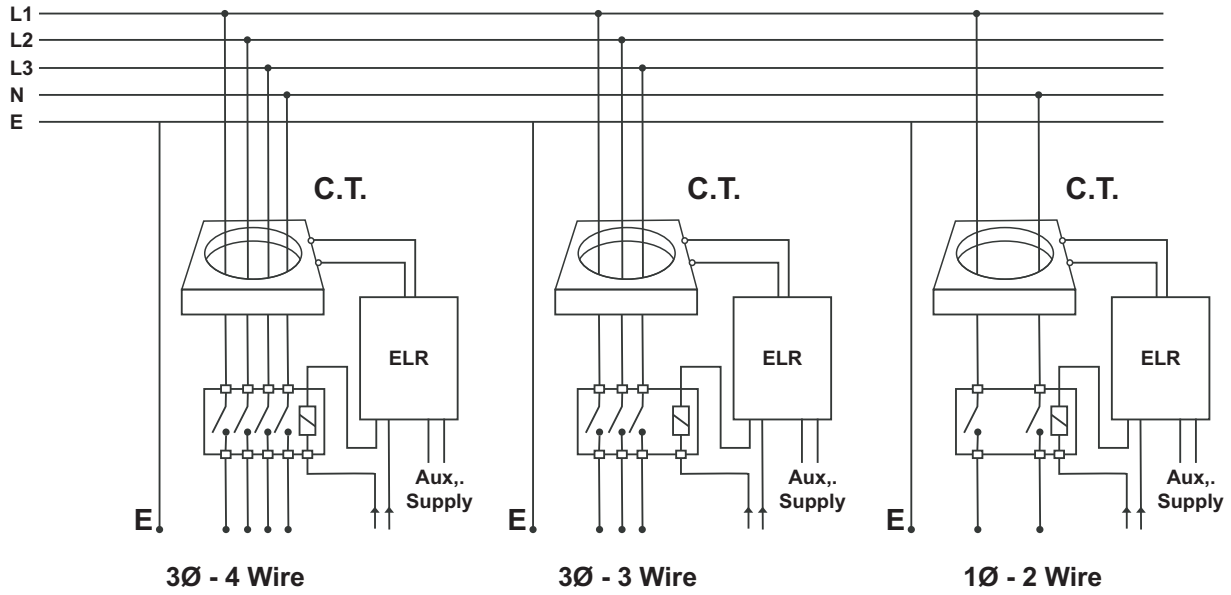 L1
L2
L3
N
E
C.T.
C.T.
C.T.
ELR
ELR
ELR
Aux,.
Supply
Aux,.
Supply
Aux,.
Supply
E
E
E
3Ø - 4 Wire
3Ø - 3 Wire
1Ø - 2 Wire